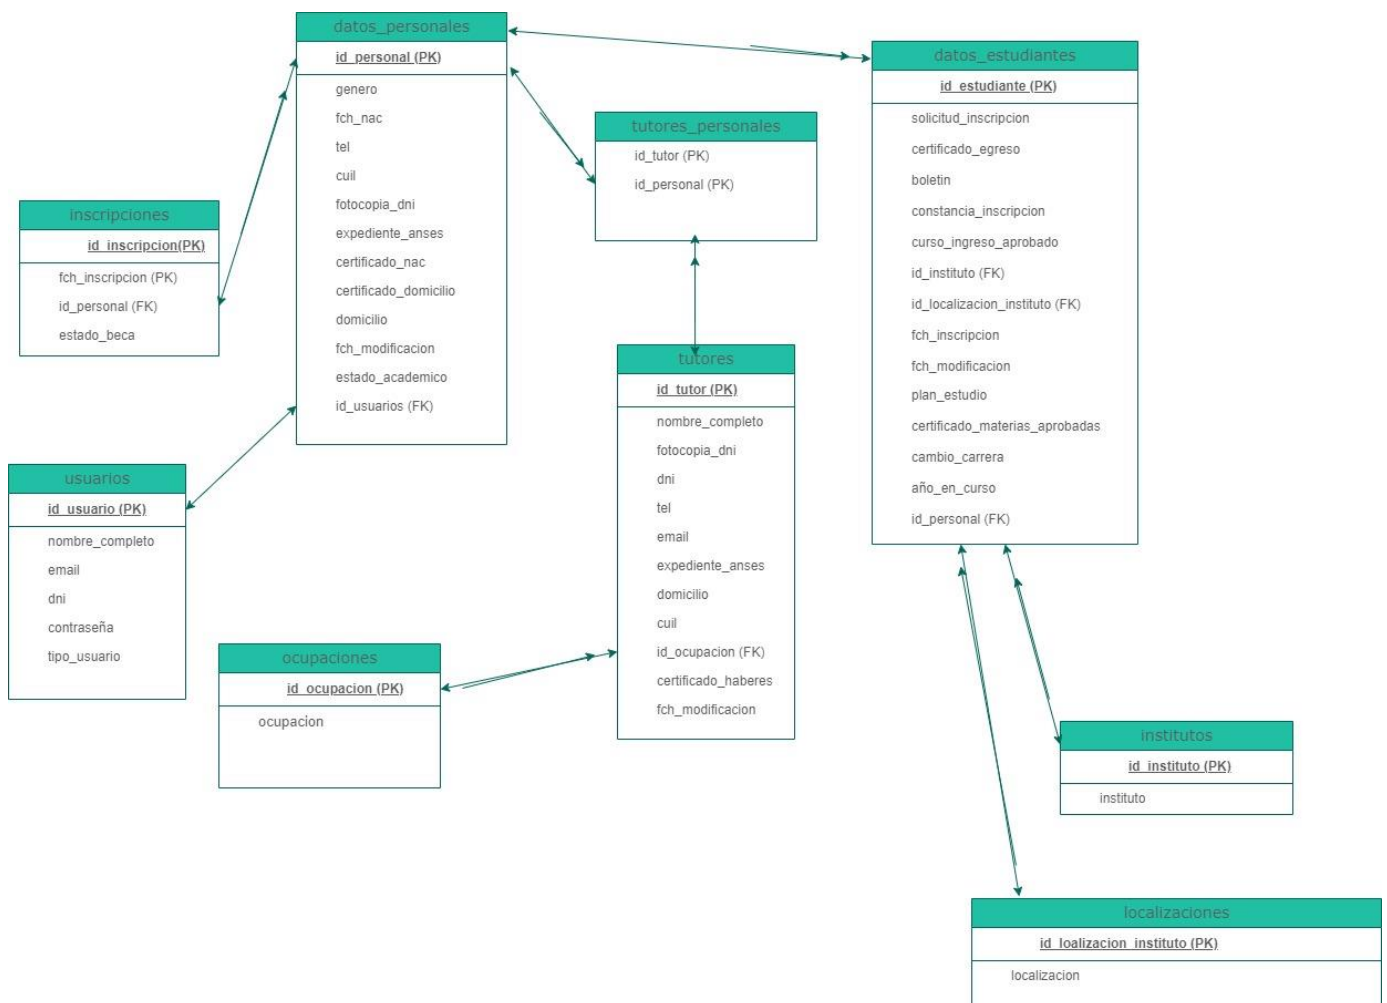 datos_personales
id_personal (PK)
genero
fch_nac
tel
cuil
fotocopia_dni
expediente_anses
certificado_nac
certificado_domicilio
domicilio
fch_modificacion
estado_academico
id_usuarios (FK)
datos_estudiantes
id_estudiante (PK)
solicitud_inscripcion
certificado_egreso
boletin
constancia_inscripcion
curso_ingreso_aprobado
id_instituto (FK)
id_localizacion_instituto (FK)
fch_inscripcion
fch_modificacion
plan_estudio
certificado_materias_aprobadas
cambio_carrera
año_en_curso
id_personal (FK)
tutores_personales
id_tutor (PK)
id_personal (PK)
inscripciones
id_inscripcion(PK)
fch_inscripcion (PK)
id_personal (FK)
estado_beca
tutores
id_tutor (PK)
nombre_completo
fotocopia_dni
dni
tel
email
expediente_anses
domicilio
cuil
id_ocupacion (FK)
certificado_haberes
fch_modificacion
usuarios
id_usuario (PK)
nombre_completo
email
dni
contraseña
tipo_usuario
ocupaciones
id_ocupacion (PK)
ocupacion
institutos
id_instituto (PK)
instituto
localizaciones
id_loalizacion_instituto (PK)
localizacion